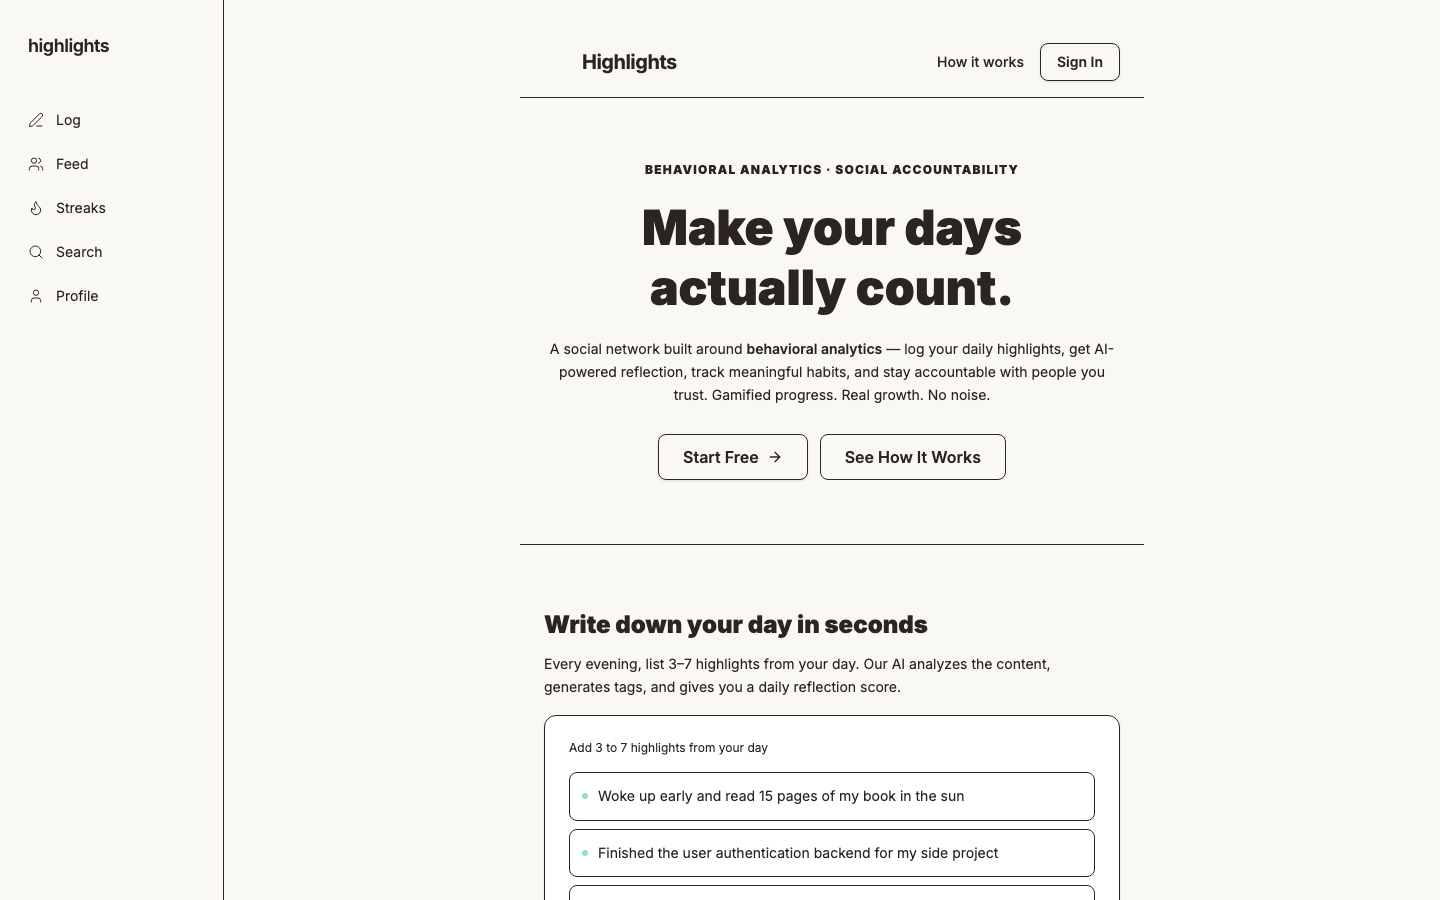 highlights
Log
Feed
Streaks
Search
Profile
Highlights
How it works
Sign In
BEHAVIORAL ANALYTICS · SOCIAL ACCOUNTABILITY
Make your days
actually count.
A social network built around behavioral analytics — log your daily highlights, get AI-
powered reflection, track meaningful habits, and stay accountable with people you
trust. Gamified progress. Real growth. No noise.
Start Free →
See How It Works
Write down your day in seconds
Every evening, list 3–7 highlights from your day. Our AI analyzes the content,
generates tags, and gives you a daily reflection score.
Add 3 to 7 highlights from your day
Woke up early and read 15 pages of my book in the sun
Finished the user authentication backend for my side project